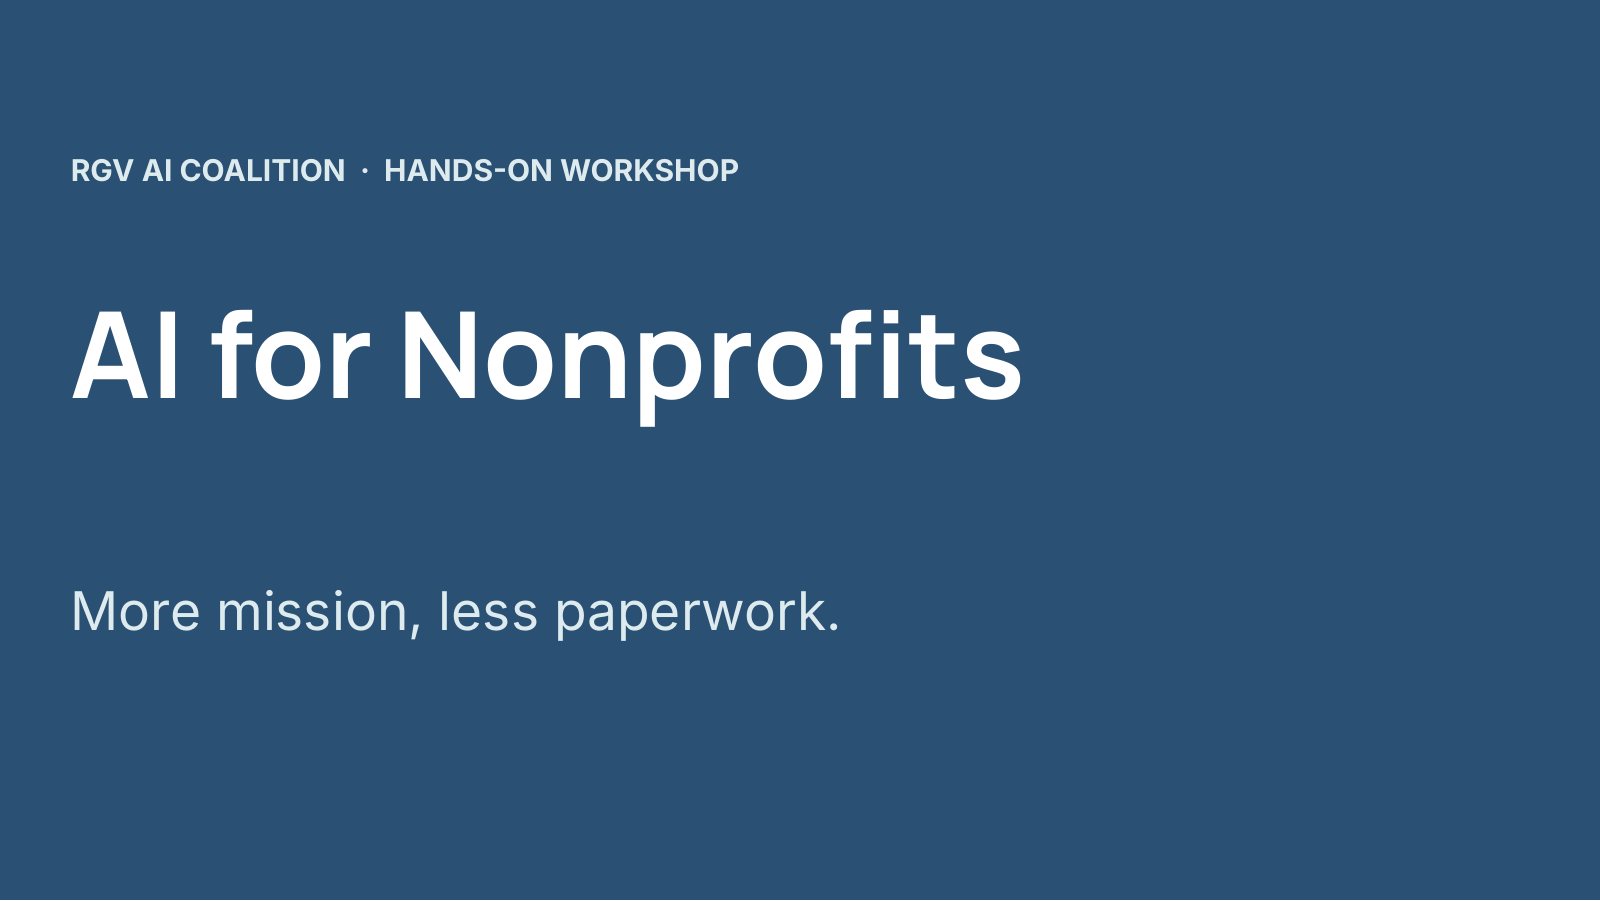 RGV AI COALITION · HANDS-ON WORKSHOP
AI for Nonprofits
More mission, less paperwork.